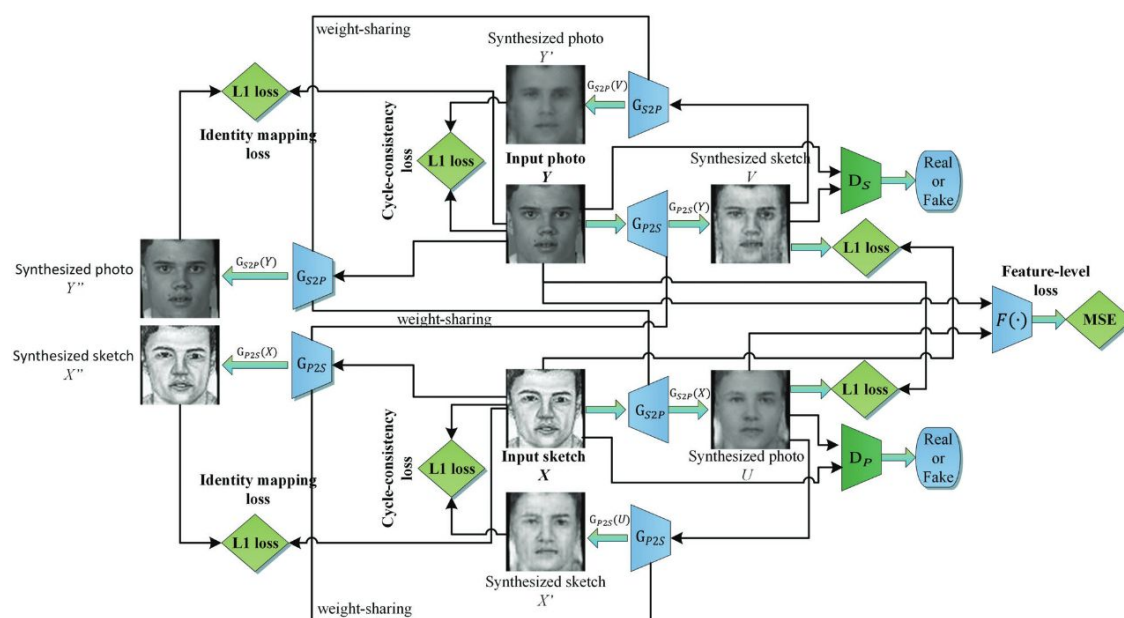 weight-sharing
Synthesized photo
Y'
L1 loss
Identity mapping
loss
Cycle-consistency
loss
L1 loss
G_{S2P}(V)
G_{S2P}
Input photo
Y
Synthesized sketch
V
G_{P2S}
G_{P2S}(Y)
D_S
Real
or
Fake
L1 loss
Synthesized photo
Y''
G_{S2P}(Y)
G_{S2P}
Feature-level
loss
F(·)
MSE
weight-sharing
Synthesized sketch
X''
G_{P2S}(X)
G_{P2S}
Cycle-consistency
loss
L1 loss
Input sketch
X
G_{S2P}
G_{S2P}(X)
Synthesized photo
U
L1 loss
D_P
Real
or
Fake
Identity mapping
loss
L1 loss
G_{P2S}(U)
G_{P2S}
Synthesized sketch
X'
weight-sharing